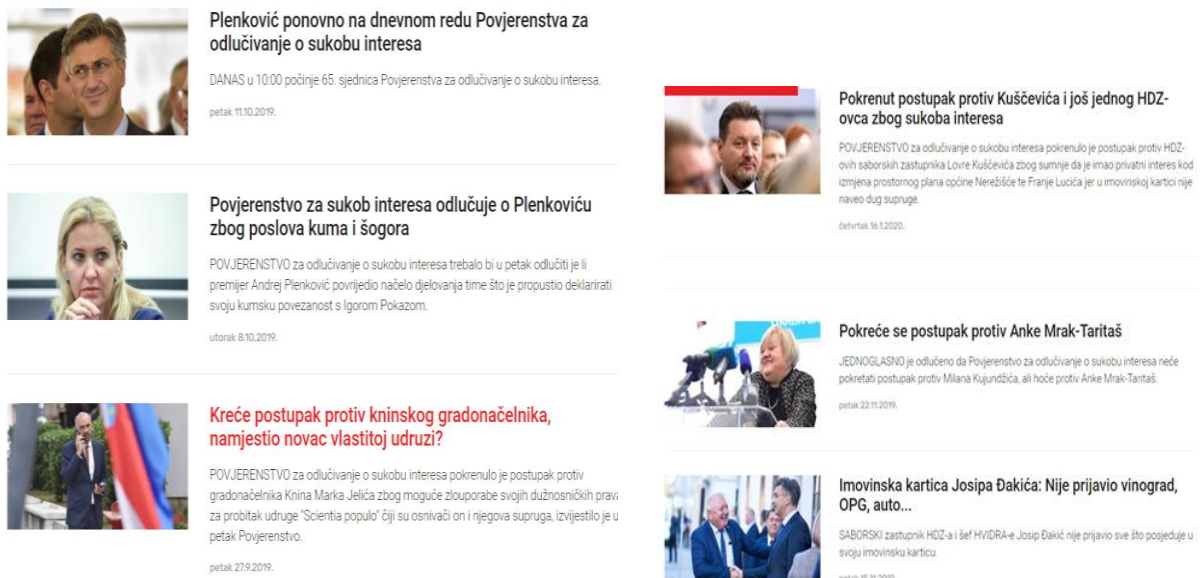 Plenković ponovno na dnevnom redu Povjerenstva za
odlučivanje o sukobu interesa
DANAS u 10:00 počinje 65. sjednica Povjerenstva za odlučivanje o sukobu interesa.
petak 11.10.2019.
Povjerenstvo za sukob interesa odlučuje o Plenkoviću
zbog poslova kuma i šogora
POVJERENSTVO za odlučivanje o sukobu interesa trebalo bi u petak odlučiti je li
premijer Andrej Plenković povrijedio načelo djelovanja time što je propustio deklarirati
svoju kumsku povezanost s Igorom Pokazom.
utorak 8.10.2019.
Kreće postupak protiv kninskog gradonačelnika,
namjestio novac vlastitoj udruzi?
POVJERENSTVO za odlučivanje o sukobu interesa pokrenulo je postupak protiv
gradonačelnika Knina Marka Jelića zbog moguće zlouporabe svojih dužnosničkih prava
za probitak udruge "Scientia populo" čiji su osnivači on i njegova supruga, izvijestilo je u
petak Povjerenstvo.
petak 27.9.2019.
Pokrenut postupak protiv Kuščevića i još jednog HDZ-
ovca zbog sukoba interesa
POVJERENSTVO za odlučivanje o sukobu interesa pokrenulo je postupak protiv HDZ-
ovih saborskih zastupnika Lovre Kuščevića zbog sumnje da je imao privatni interes kod
izmjena prostornog plana općine Nerežišće te Franje Lucića jer u imovinskoj kartici nije
naveo dug supruge.
četvrtak 16.1.2020.
Pokreće se postupak protiv Anke Mrak-Taritaš
JEDNOGLASNO je odlučeno da Povjerenstvo za odlučivanje o sukobu interesa neće
pokretati postupak protiv Milana Kujundžića, ali hoće protiv Anke Mrak-Taritaš.
petak 22.11.2019.
Imovinska kartica Josipa Đakića: Nije prijavio vinograd,
OPG, auto...
SABORSKI zastupnik HDZ-a i šef HVIDRA-e Josip Đakić nije prijavio sve što posjeduje u
svoju imovinsku karticu.
petak 15.11.2019.